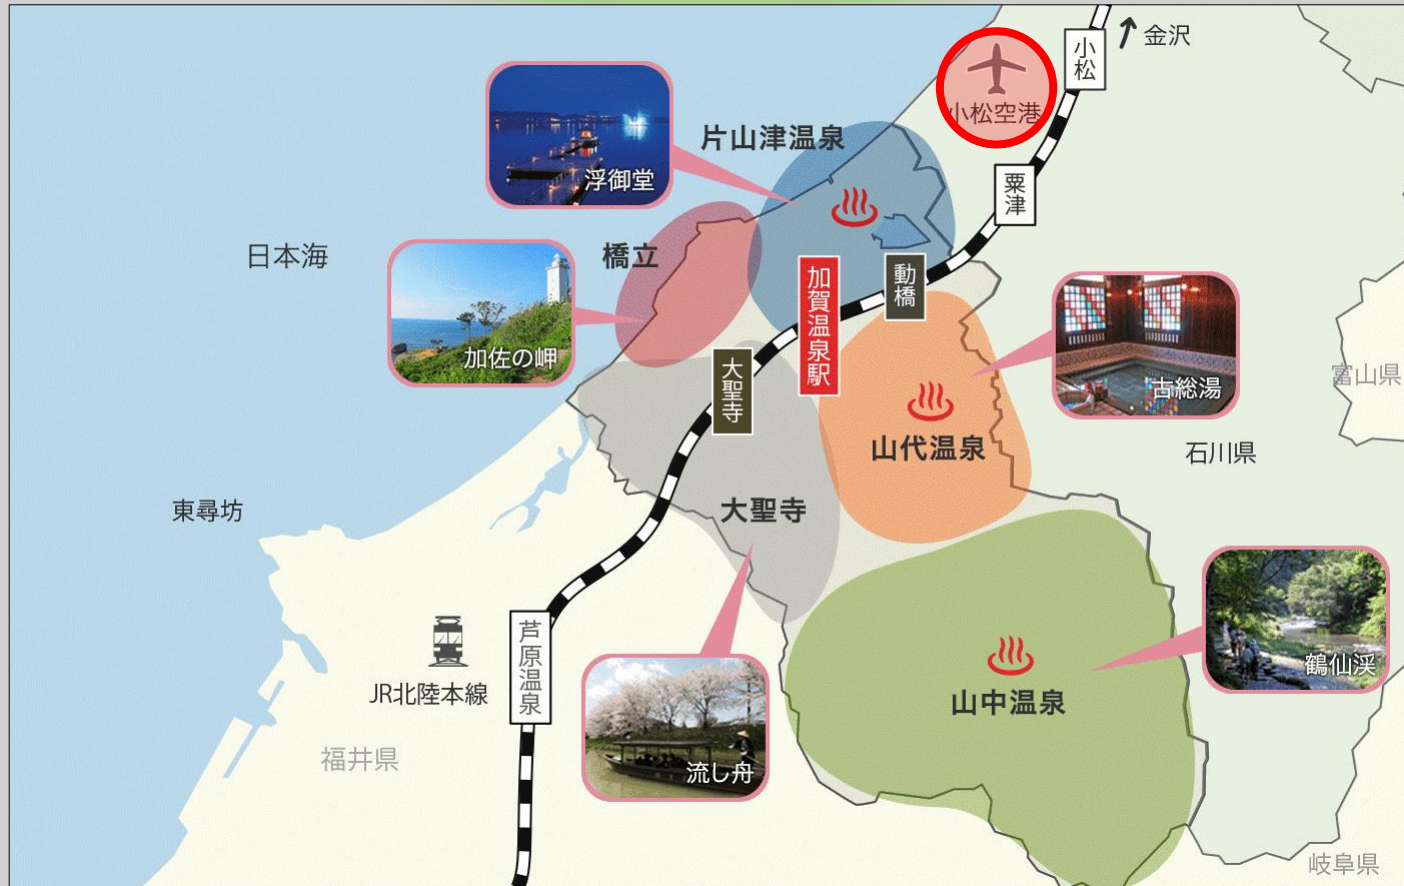 金沢
小松
小松空港
片山津温泉
浮御堂
粟津
日本海
橋立
加賀温泉駅
動橋
加佐の岬
大聖寺
古総湯
富山県
山代温泉
石川県
東尋坊
大聖寺
芦原温泉
JR北陸本線
鶴仙渓
山中温泉
福井県
流し舟
岐阜県